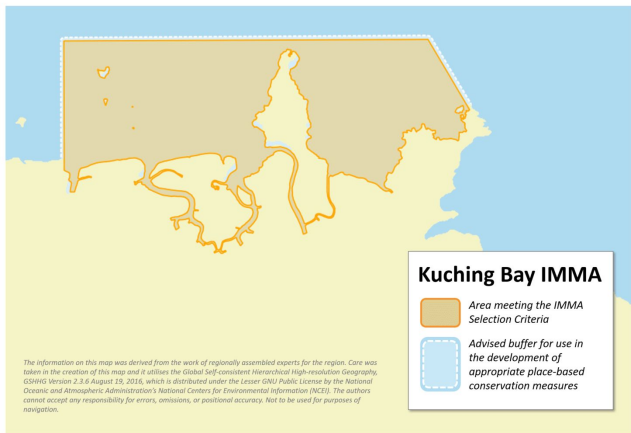 Kuching Bay IMMA
Area meeting the IMMA
Selection Criteria
Advised buffer for use in
the development of
appropriate place-based
conservation measures
The information on this map was derived from the work of regionally assembled experts for the region. Care was
taken in the creation of this map and it utilises the Global Self-consistent Hierarchical High-resolution Geography,
GSHHG Version 2.3.6 August 19, 2016, which is distributed under the Lesser GNU Public License by the National
Oceanic and Atmospheric Administration's National Centers for Environmental Information (NCEI). The authors
cannot accept any responsibility for errors, omissions, or positional accuracy. Not to be used for purposes of
navigation.